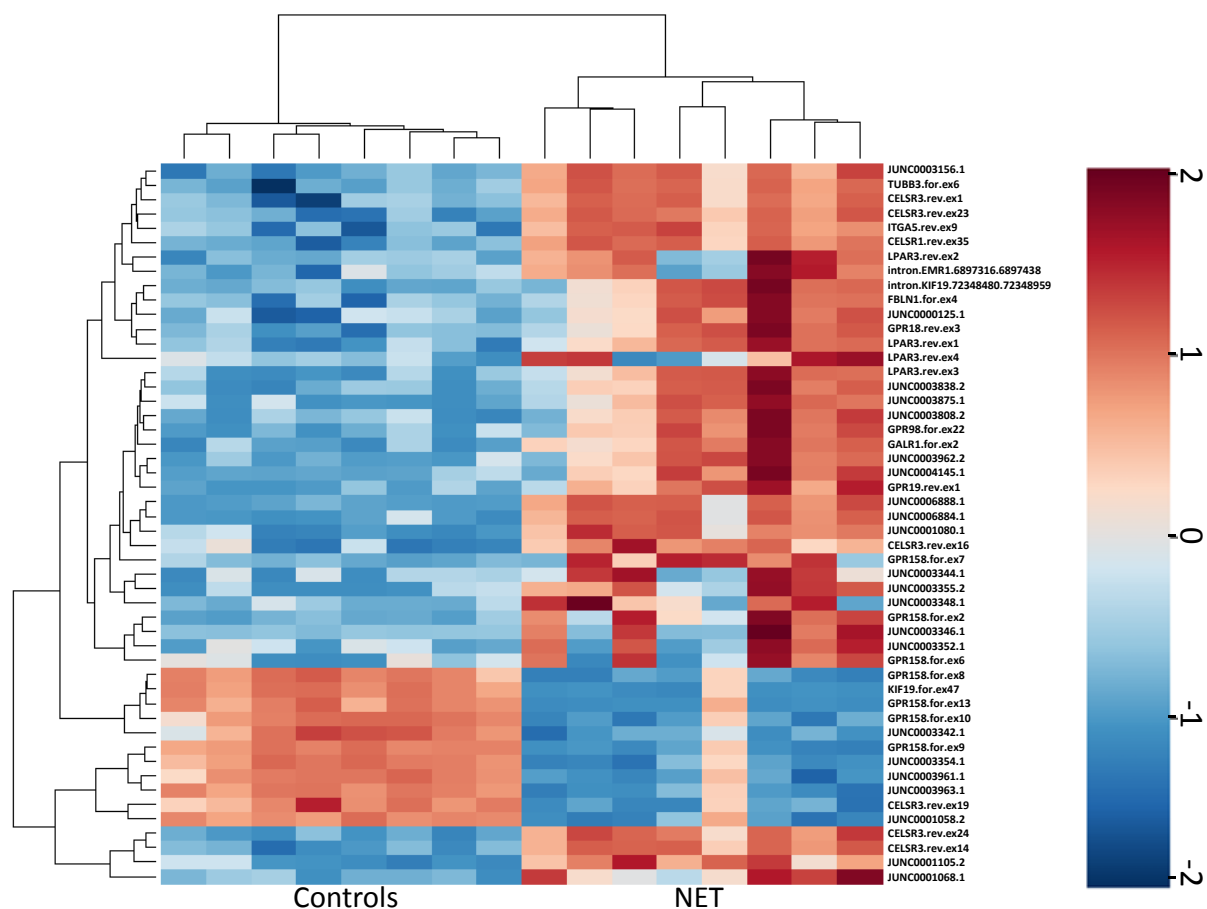 JUNC0003156.1
TUBB3.for.ex6
CELSR3.rev.ex1
CELSR3.rev.ex23
ITGA5.rev.ex9
CELSR1.rev.ex35
LPAR3.rev.ex2
intron.EMR1.6897316.6897438
intron.KIF19.72348480.72348959
FBLN1.for.ex4
JUNC0000125.1
GPR18.rev.ex3
LPAR3.rev.ex1
LPAR3.rev.ex4
LPAR3.rev.ex3
JUNC0003838.2
JUNC0003875.1
JUNC0003808.2
GPR98.for.ex22
GALR1.for.ex2
JUNC0003962.2
JUNC0004145.1
GPR19.rev.ex1
JUNC0006888.1
JUNC0006884.1
JUNC0001080.1
CELSR3.rev.ex16
GPR158.for.ex7
JUNC0003344.1
JUNC0003355.2
JUNC0003348.1
GPR158.for.ex2
JUNC0003346.1
JUNC0003352.1
GPR158.for.ex6
GPR158.for.ex8
KIF19.for.ex47
GPR158.for.ex13
GPR158.for.ex10
JUNC0003342.1
GPR158.for.ex9
JUNC0003354.1
JUNC0003961.1
JUNC0003963.1
CELSR3.rev.ex19
JUNC0001058.2
CELSR3.rev.ex24
CELSR3.rev.ex14
JUNC0001105.2
JUNC0001068.1
Controls
NET
2
1
0
-1
-2